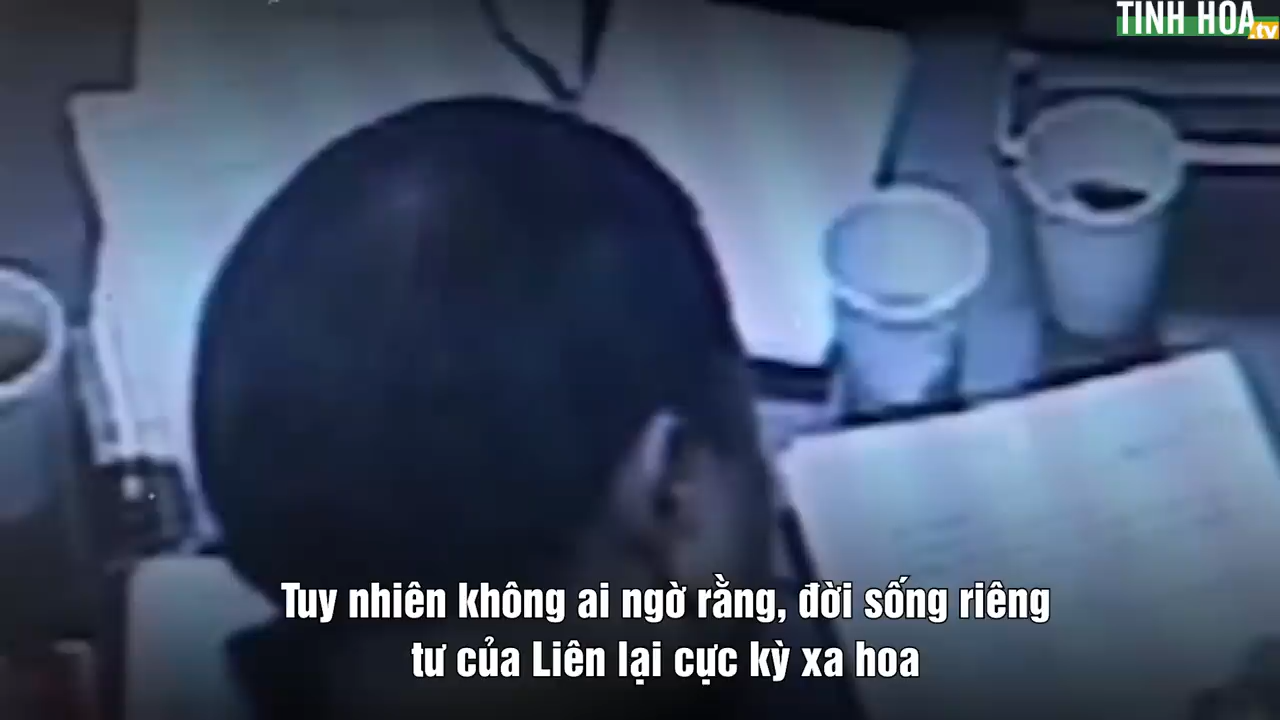 TINH HOA
.tv
Tuy nhiên không ai ngờ rằng, đời sống riêng
tư của Liên lại cực kỳ xa hoa